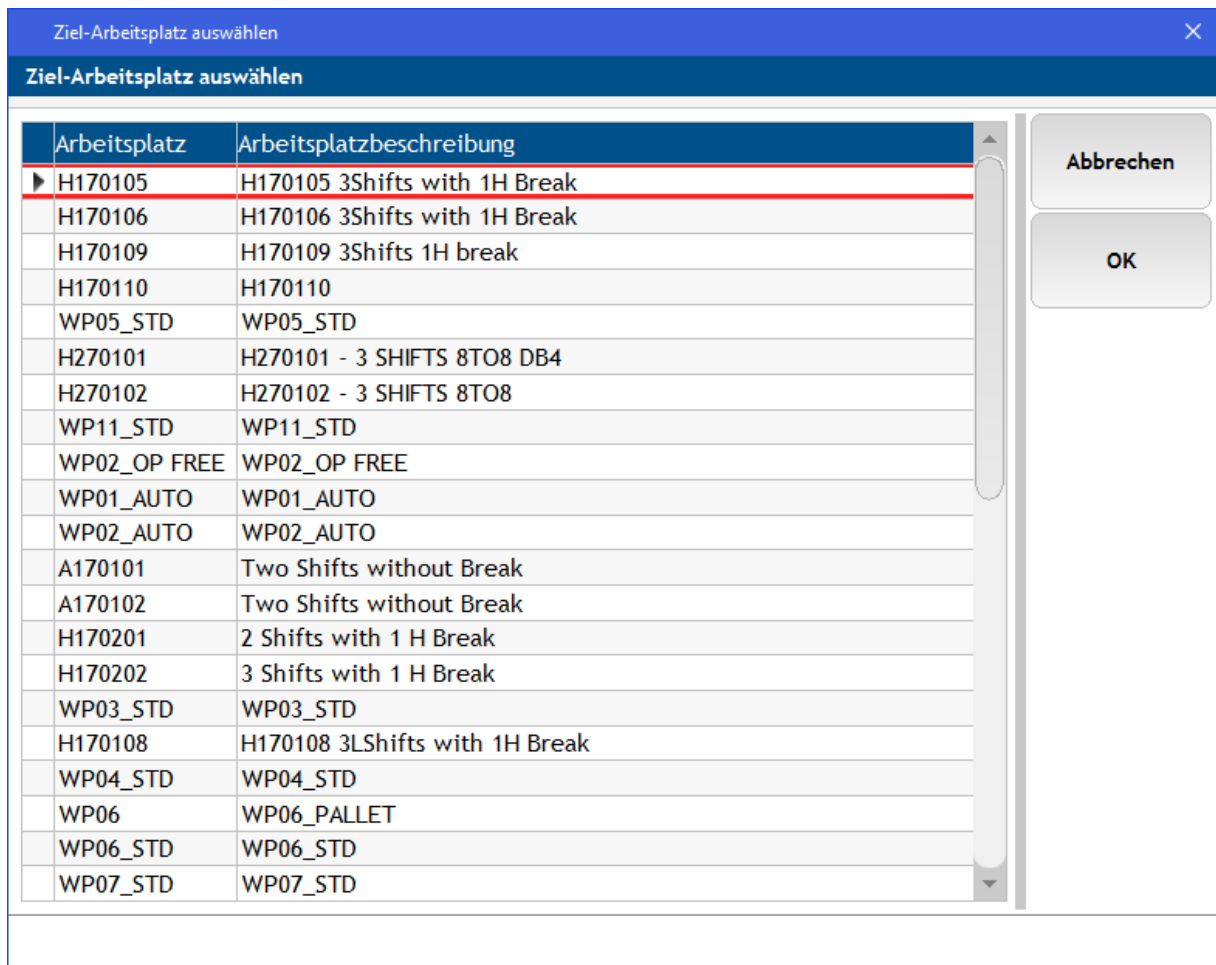 Ziel-Arbeitsplatz auswählen
Ziel-Arbeitsplatz auswählen
Arbeitsplatz Arbeitsplatzbeschreibung
H170105 H170105 3Shifts with 1H Break
H170106 H170106 3Shifts with 1H Break
H170109 H170109 3Shifts 1H break
H170110 H170110
WP05_STD WP05_STD
H270101 H270101 - 3 SHIFTS 8TO8 DB4
H270102 H270102 - 3 SHIFTS 8TO8
WP11_STD WP11_STD
WP02_OP FREE WP02_OP FREE
WP01_AUTO WP01_AUTO
WP02_AUTO WP02_AUTO
A170101 Two Shifts without Break
A170102 Two Shifts without Break
H170201 2 Shifts with 1 H Break
H170202 3 Shifts with 1 H Break
WP03_STD WP03_STD
H170108 H170108 3LShifts with 1H Break
WP04_STD WP04_STD
WP06 WP06_PALLET
WP06_STD WP06_STD
WP07_STD WP07_STD
Abbrechen
OK